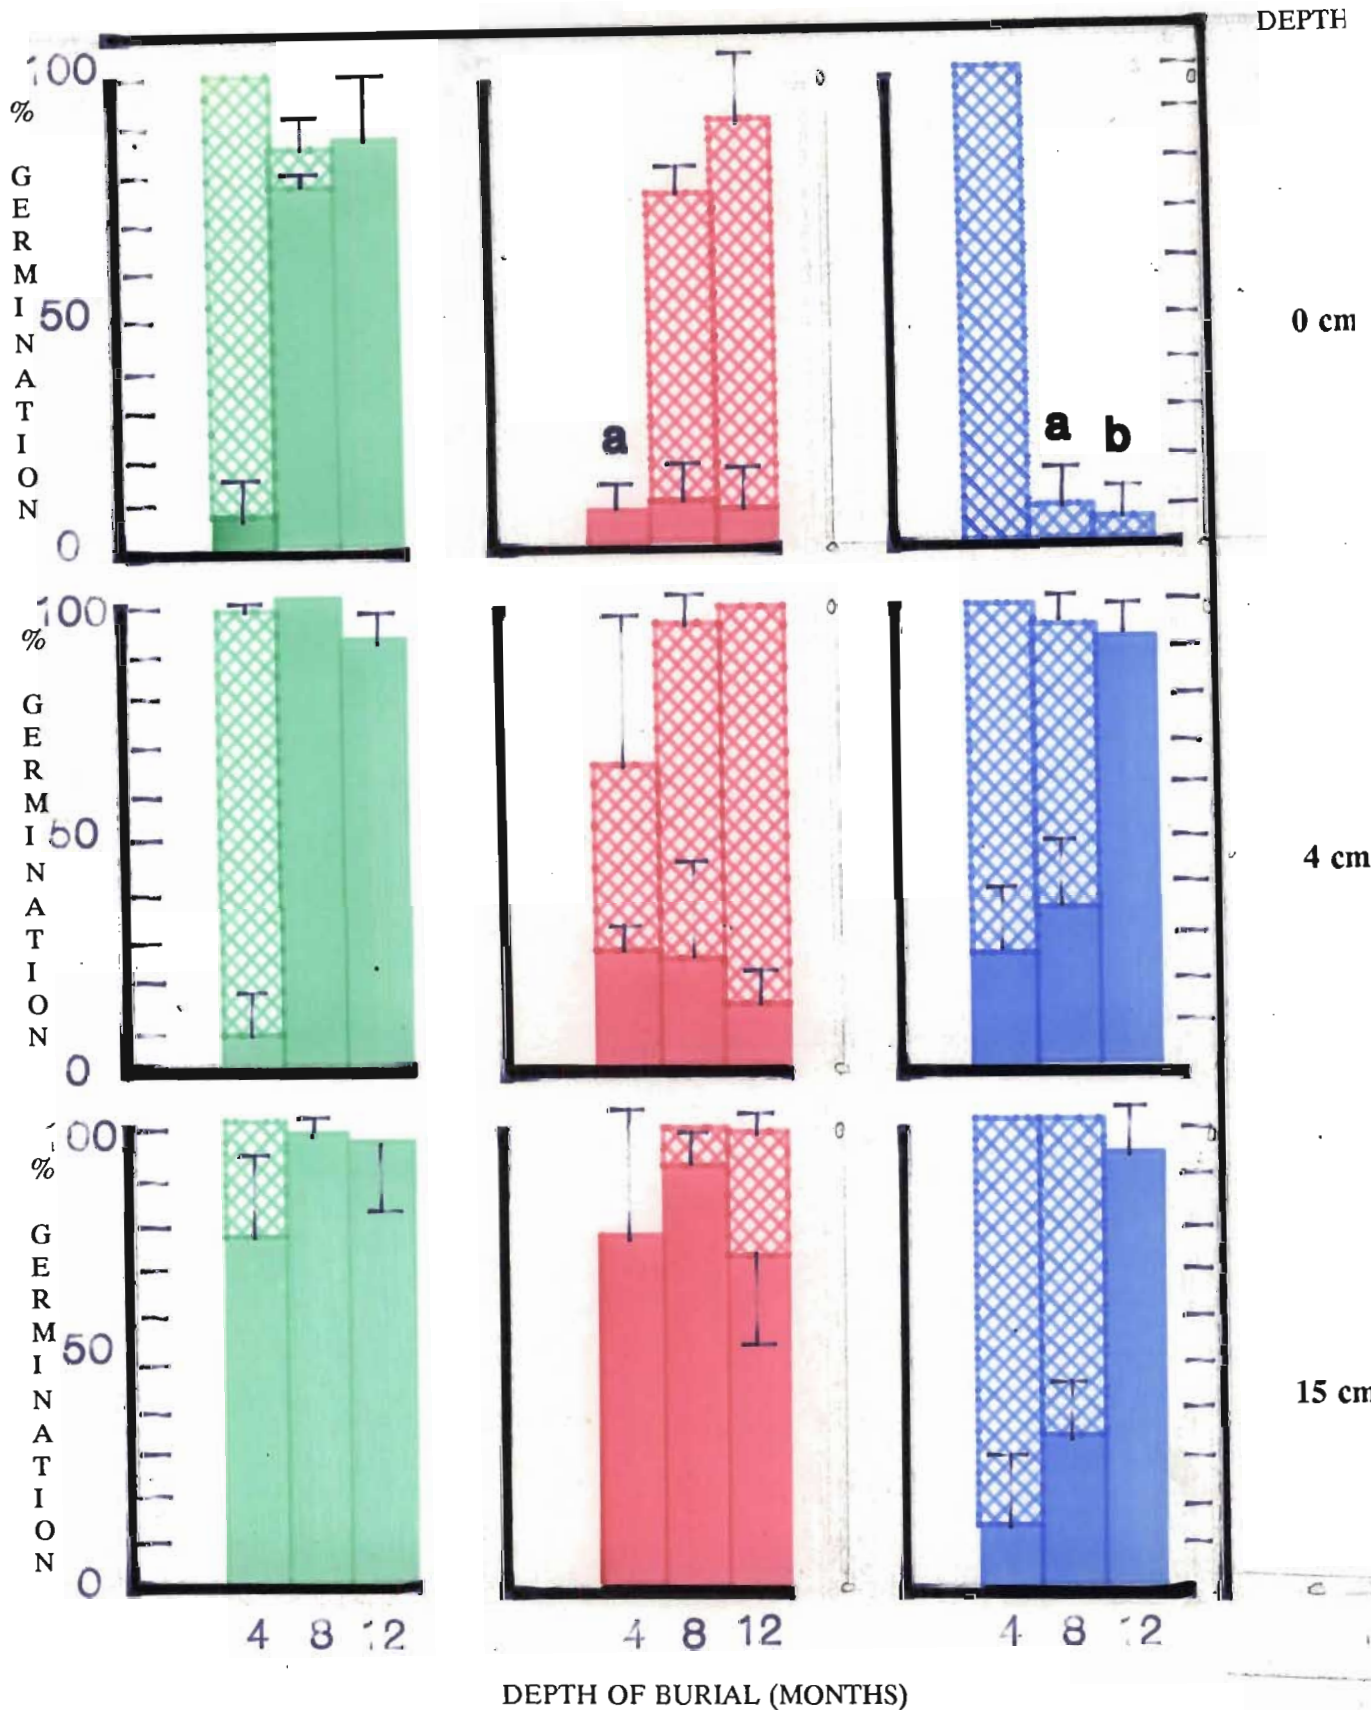 DEPTH
100
% GERMINATION
50
0
a
a b
0 cm
100
% GERMINATION
50
0
4 cm
100
% GERMINATION
50
0
15 cm
4 8 12 4 8 12 4 8 12
DEPTH OF BURIAL (MONTHS)